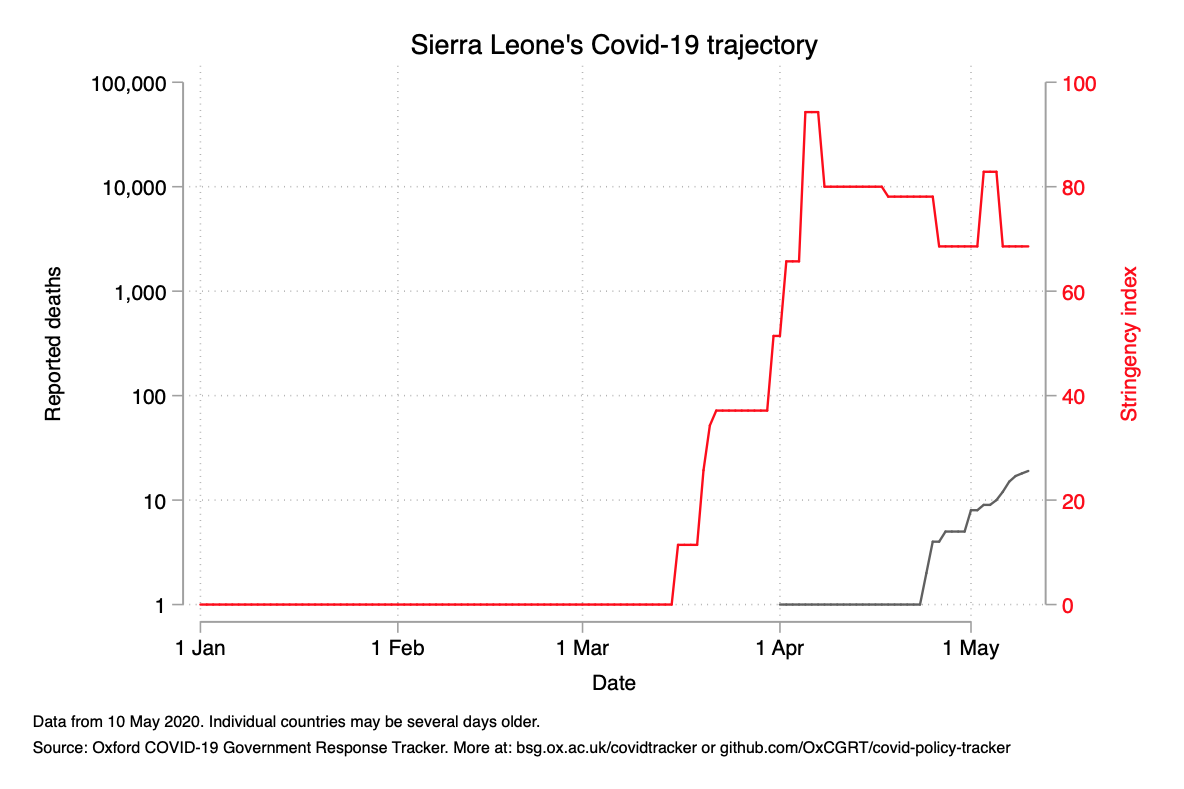 Sierra Leone's Covid-19 trajectory
100,000
10,000
1,000
100
10
1
Reported deaths
100
80
60
40
20
0
Stringency index
1 Jan
1 Feb
1 Mar
1 Apr
1 May
Date
Data from 10 May 2020. Individual countries may be several days older.
Source: Oxford COVID-19 Government Response Tracker. More at: bsg.ox.ac.uk/covidtracker or github.com/OxCGRT/covid-policy-tracker